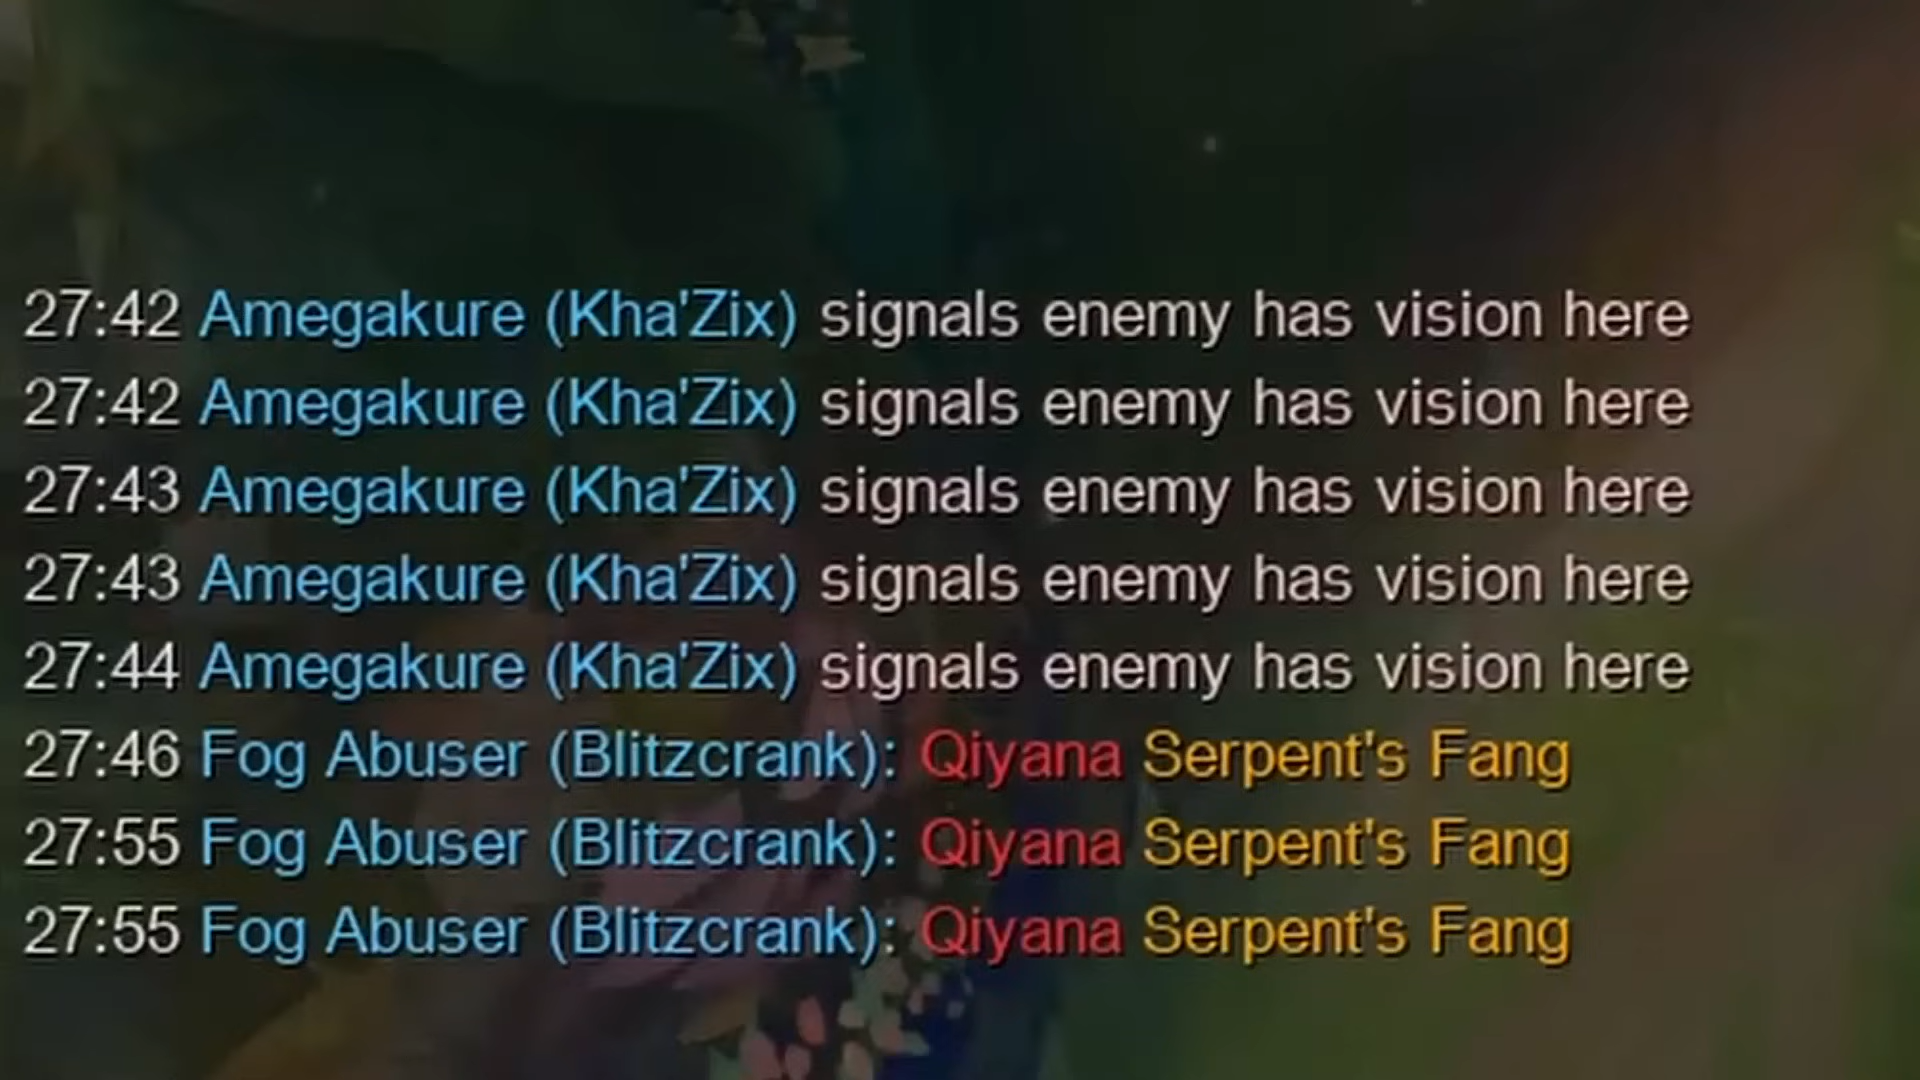 27:42 Amegakure (Kha'Zix) signals enemy has vision here
27:42 Amegakure (Kha'Zix) signals enemy has vision here
27:43 Amegakure (Kha'Zix) signals enemy has vision here
27:43 Amegakure (Kha'Zix) signals enemy has vision here
27:44 Amegakure (Kha'Zix) signals enemy has vision here
27:46 Fog Abuser (Blitzcrank): Qiyana Serpent's Fang
27:55 Fog Abuser (Blitzcrank): Qiyana Serpent's Fang
27:55 Fog Abuser (Blitzcrank): Qiyana Serpent's Fang